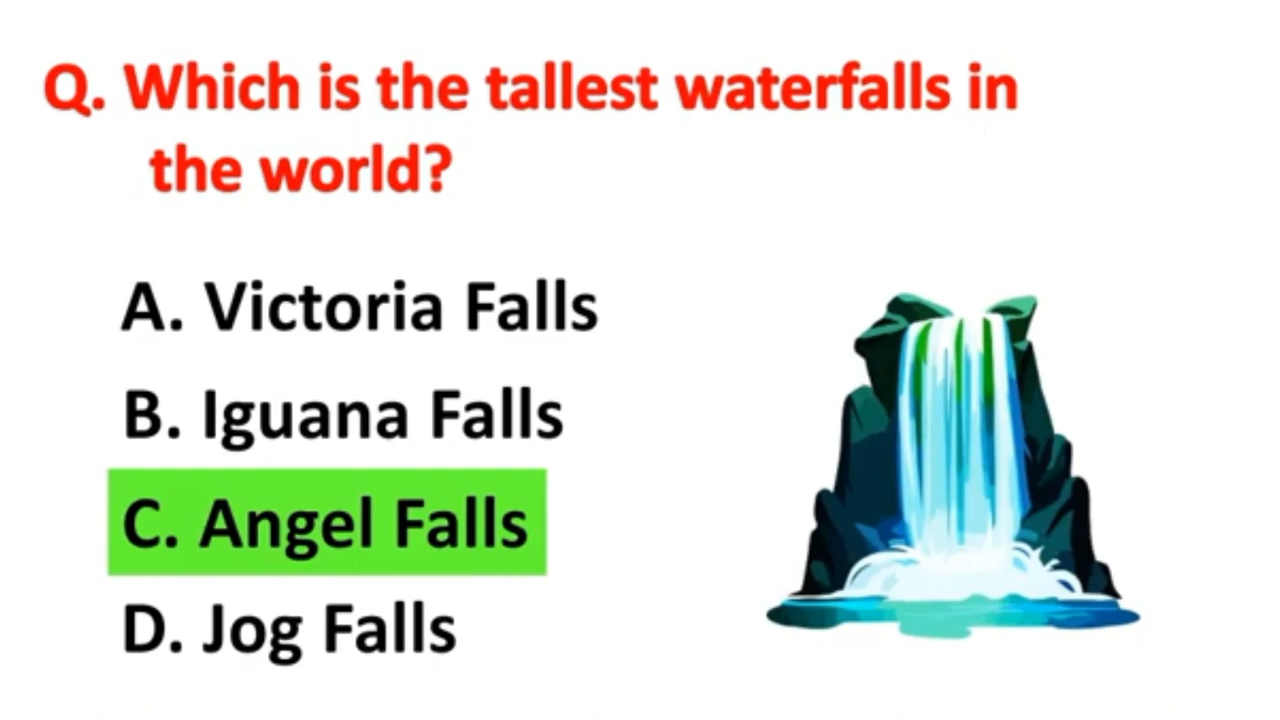 Q. Which is the tallest waterfalls in
the world?
A. Victoria Falls
B. Iguana Falls
C. Angel Falls
D. Jog Falls